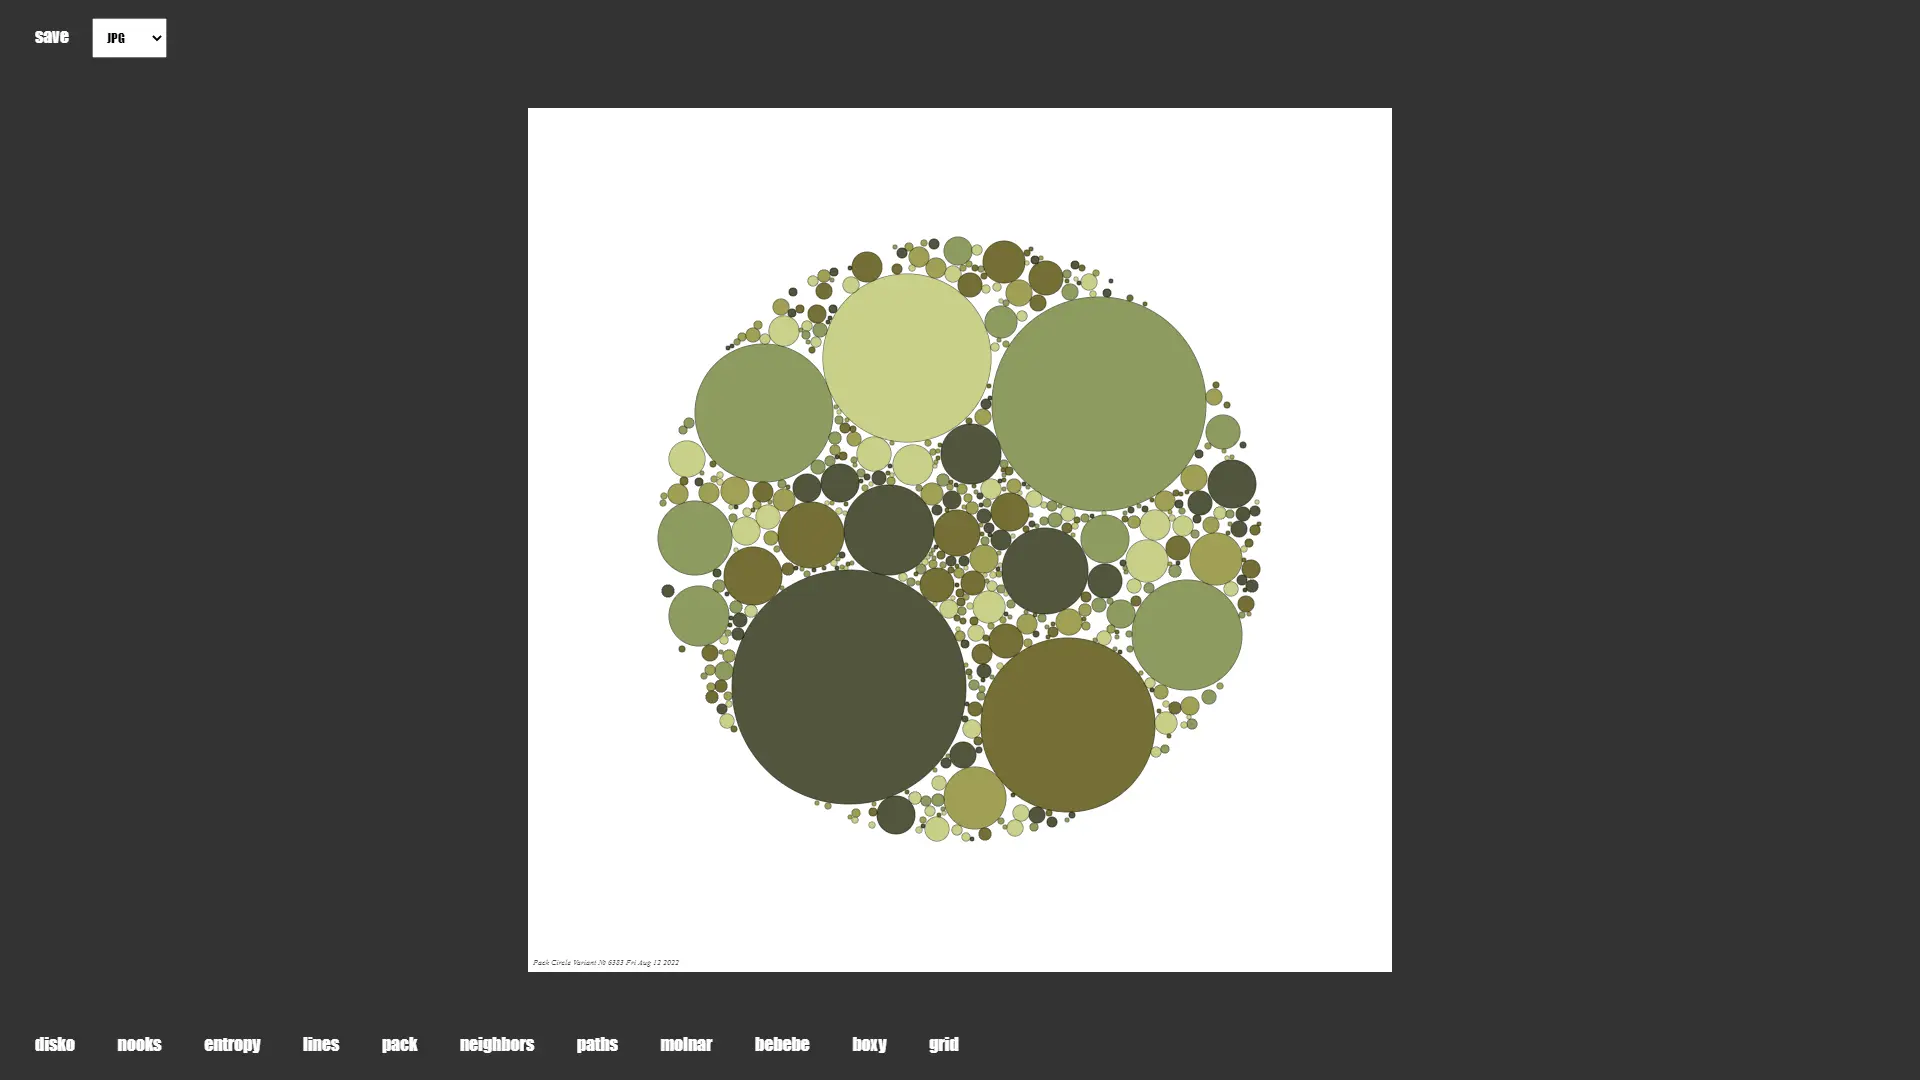 save
JPG
Pack Circle Variant № 6383 Fri Aug 12 2022
disko nooks entropy lines pack neighbors paths molnar bebebe boxy grid